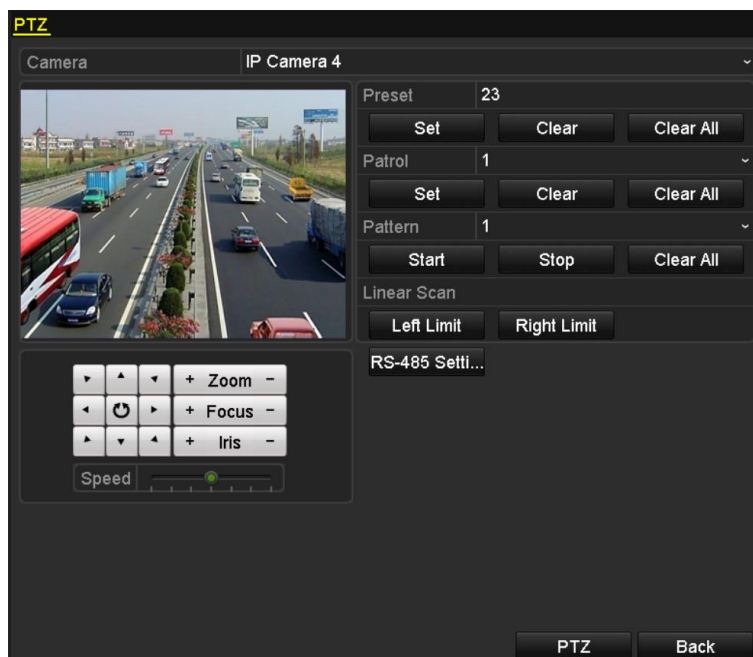 PTZ
Camera IP Camera 4
Preset 23
Set Clear Clear All
Patrol 1
Set Clear Clear All
Pattern 1
Start Stop Clear All
Linear Scan
Left Limit Right Limit
RS-485 Setti...
+ Zoom -
+ Focus -
+ Iris -
Speed
PTZ Back